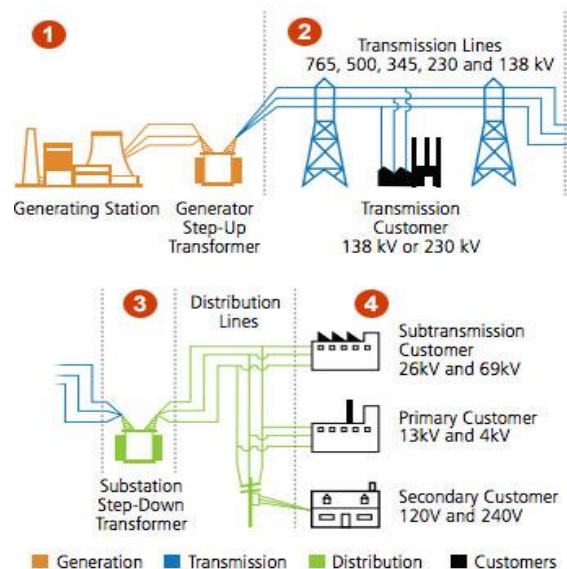 1
2
Transmission Lines
765, 500, 345, 230 and 138 kV
Generating Station
Generator
Step-Up
Transformer
Transmission
Customer
138 kV or 230 kV
3
Distribution
Lines
4
Subtransmission
Customer
26kV and 69kV
Primary Customer
13kV and 4kV
Substation
Step-Down
Transformer
Secondary Customer
120V and 240V
Generation
Transmission
Distribution
Customers